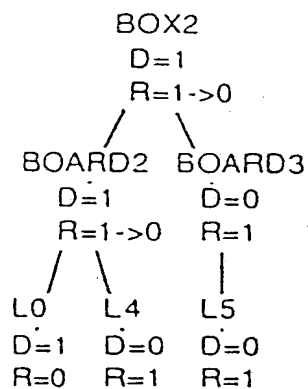 BOX2
D=1
R=1->0
BOARD2 BOARD3
D=1 D=0
R=1->0 R=1
L0 L4 L5
D=1 D=0 D=0
R=0 R=1 R=1